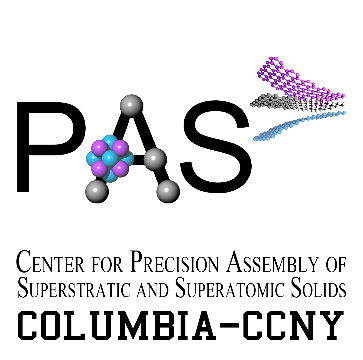 PAS
CENTER FOR PRECISION ASSEMBLY OF
SUPERSTRATIC AND SUPERATOMIC SOLIDS
COLUMBIA-CCNY